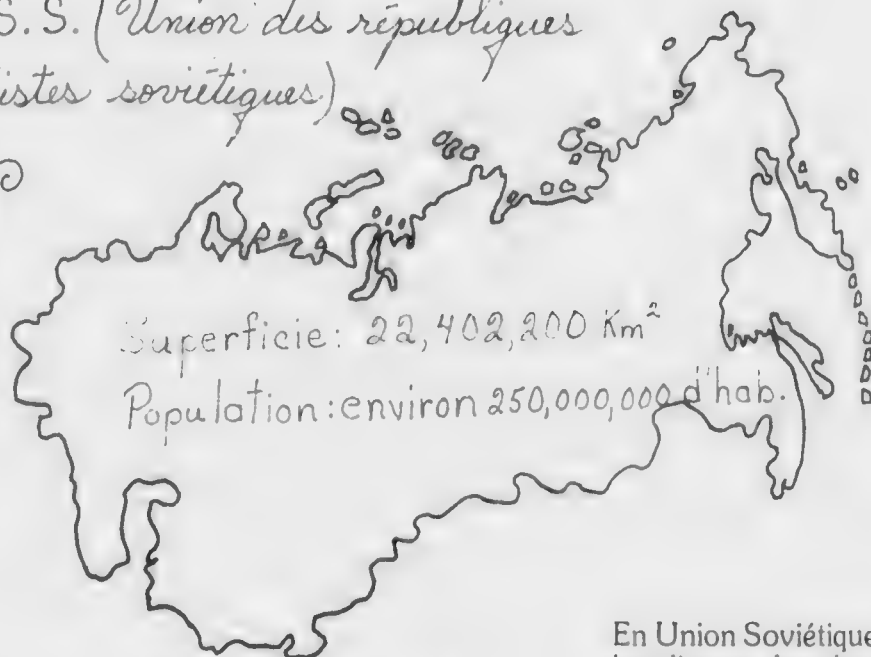 S.S. (Union des républiques
istes soviétiques)
Superficie: 22,402,200 Km²
Population: environ 250,000,000 d'hab.
En Union Soviétique